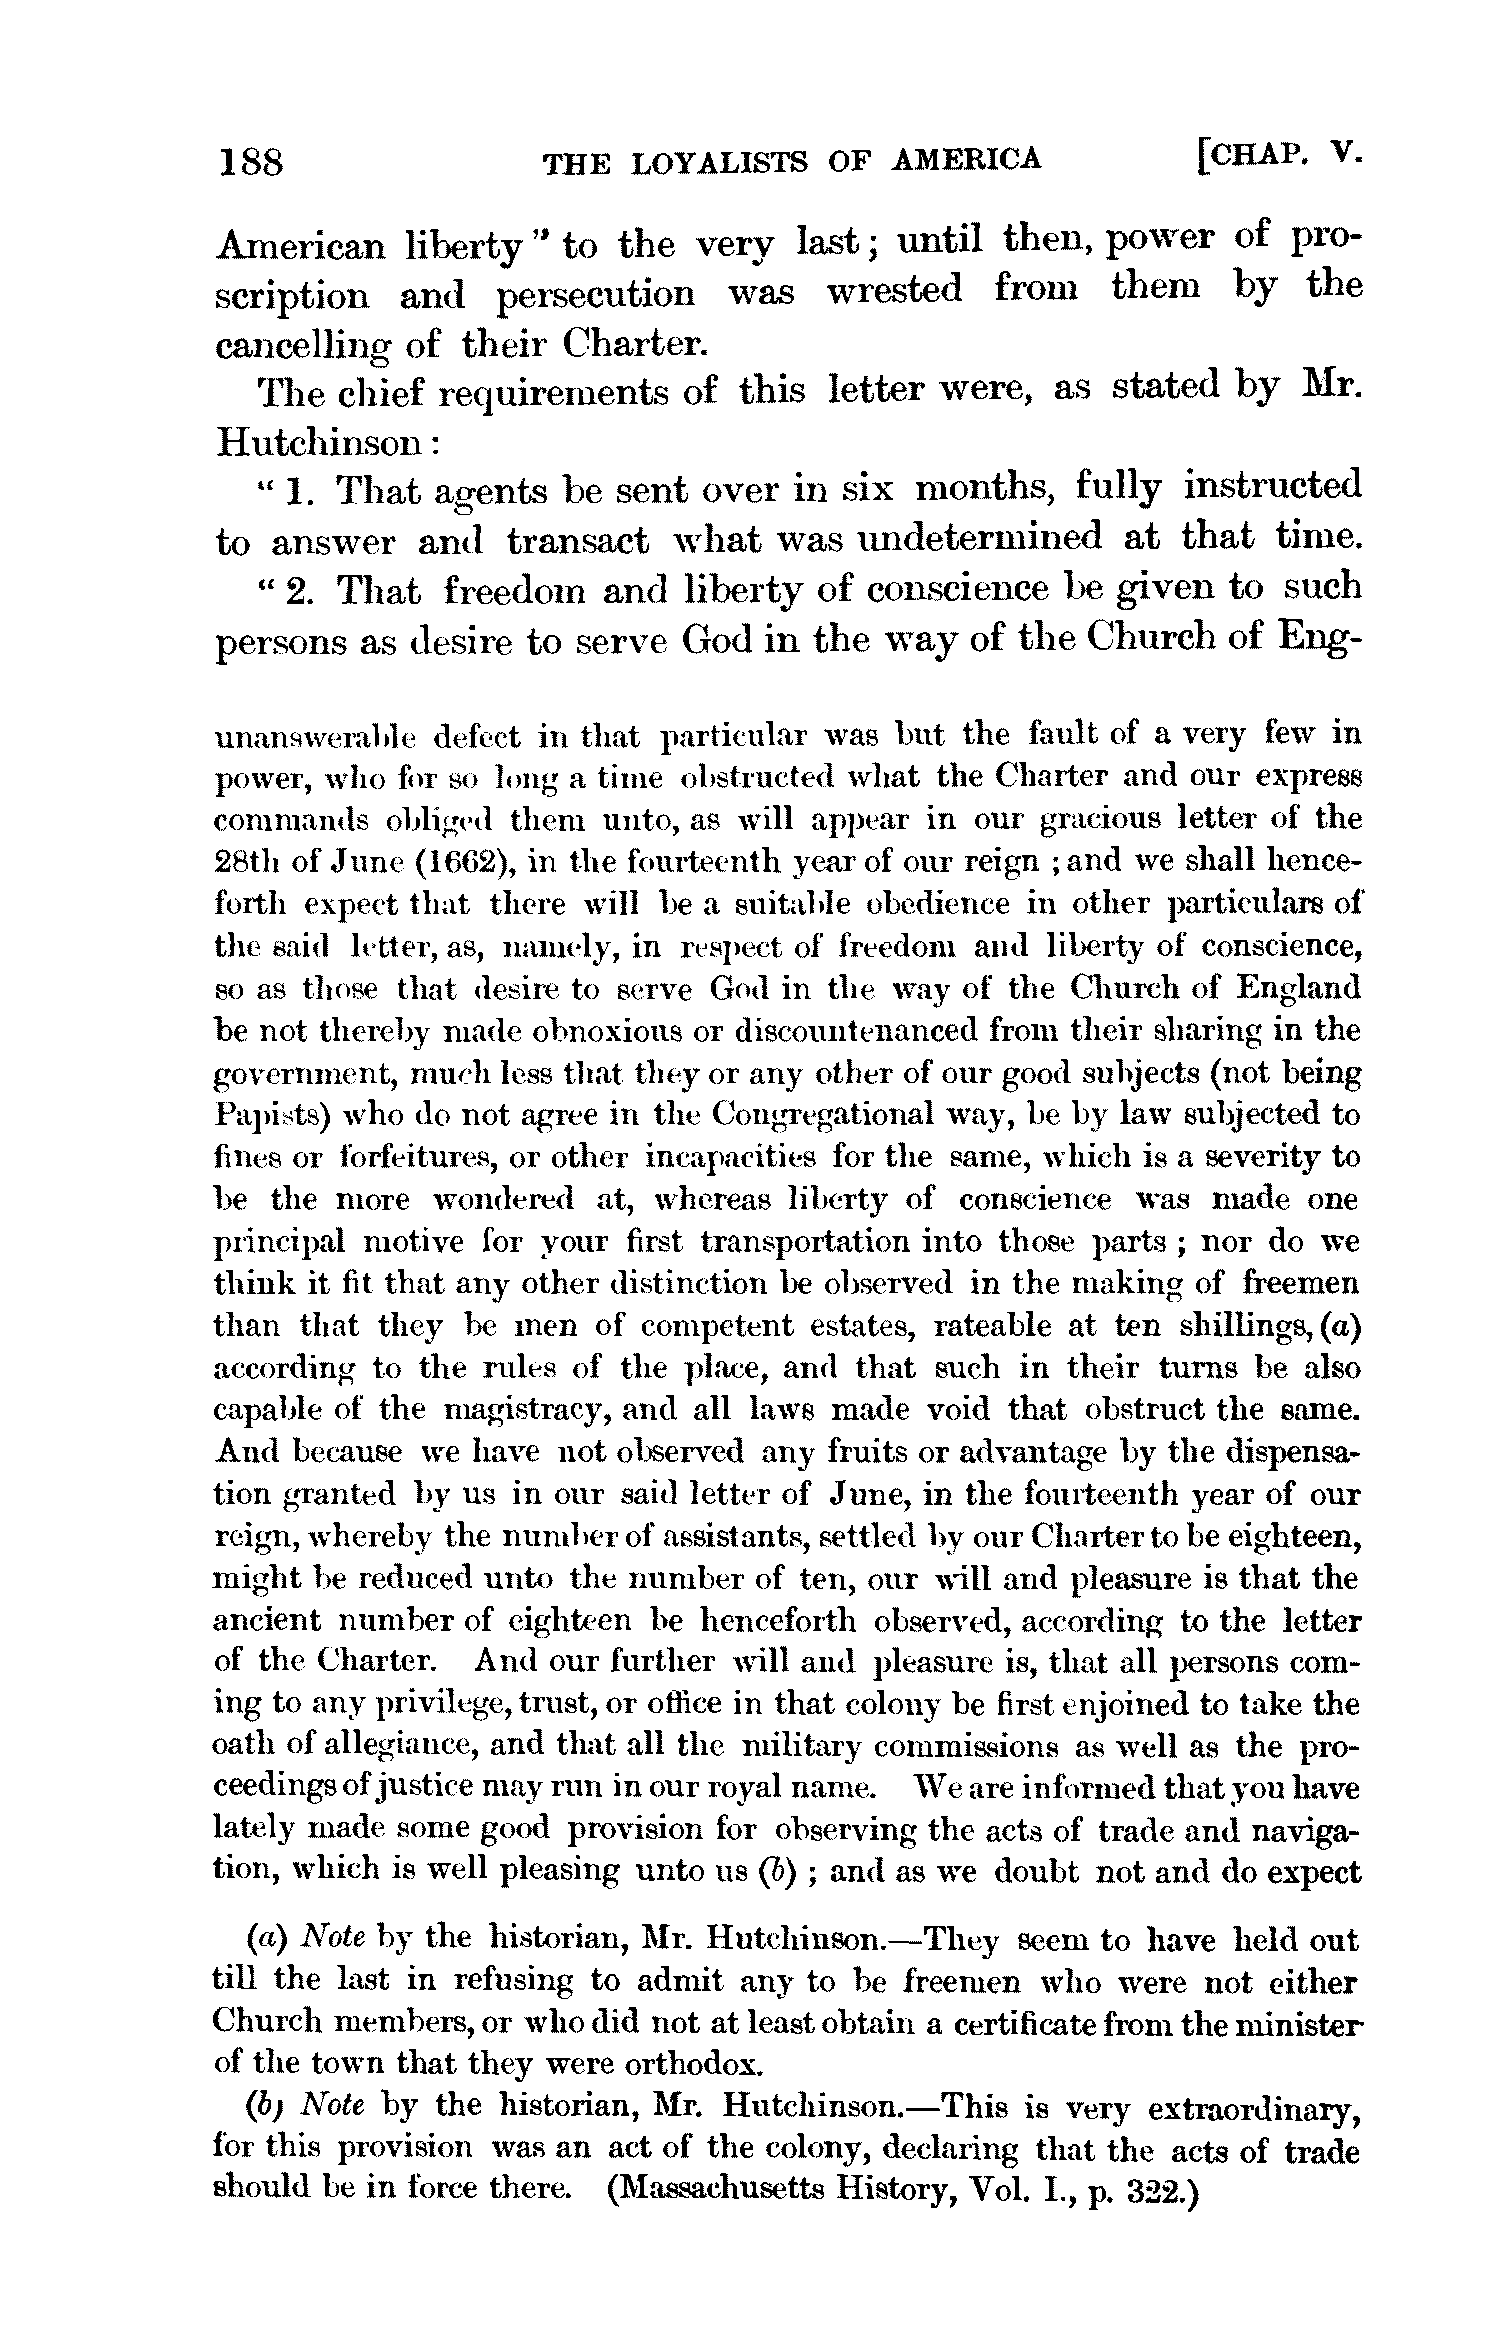 188 THE LOYALISTS OF AMERICA [CHAP. V.
American liberty" to the very last; until then, power of pro-
scription and persecution was wrested from them by the
cancelling of their Charter.
The chief requirements of this letter were, as stated by Mr.
Hutchinson:
"1. That agents be sent over in six months, fully instructed
to answer and transact what was undetermined at that time.
"2. That freedom and liberty of conscience be given to such
persons as desire to serve God in the way of the Church of Eng-
unanswerable defect in that particular was but the fault of a very few in
power, who for so long a time obstructed what the Charter and our express
commands obliged them unto, as will appear in our gracious letter of the
28th of June (1662), in the fourteenth year of our reign; and we shall hence-
forth expect that there will be a suitable obedience in other particulars of
the said letter, as, namely, in respect of freedom and liberty of conscience,
so as those that desire to serve God in the way of the Church of England
be not thereby made obnoxious or discountenanced from their sharing in the
government, much less that they or any other of our good subjects (not being
Papists) who do not agree in the Congregational way, be by law subjected to
fines or forfeitures, or other incapacities for the same, which is a severity to
be the more wondered at, whereas liberty of conscience was made one
principal motive for your first transportation into those parts; nor do we
think it fit that any other distinction be observed in the making of freemen
than that they be men of competent estates, rateable at ten shillings, (a)
according to the rules of the place, and that such in their turns be also
capable of the magistracy, and all laws made void that obstruct the same.
And because we have not observed any fruits or advantage by the dispensa-
tion granted by us in our said letter of June, in the fourteenth year of our
reign, whereby the number of assistants, settled by our Charter to be eighteen,
might be reduced unto the number of ten, our will and pleasure is that the
ancient number of eighteen be henceforth observed, according to the letter
of the Charter. And our further will and pleasure is, that all persons com-
ing to any privilege, trust, or office in that colony be first enjoined to take the
oath of allegiance, and that all the military commissions as well as the pro-
ceedings of justice may run in our royal name. We are informed that you have
lately made some good provision for observing the acts of trade and naviga-
tion, which is well pleasing unto us (b); and as we doubt not and do expect
(a) Note by the historian, Mr. Hutchinson.—They seem to have held out
till the last in refusing to admit any to be freemen who were not either
Church members, or who did not at least obtain a certificate from the minister
of the town that they were orthodox.
(b) Note by the historian, Mr. Hutchinson.—This is very extraordinary,
for this provision was an act of the colony, declaring that the acts of trade
should be in force there. (Massachusetts History, Vol. I., p. 322.)